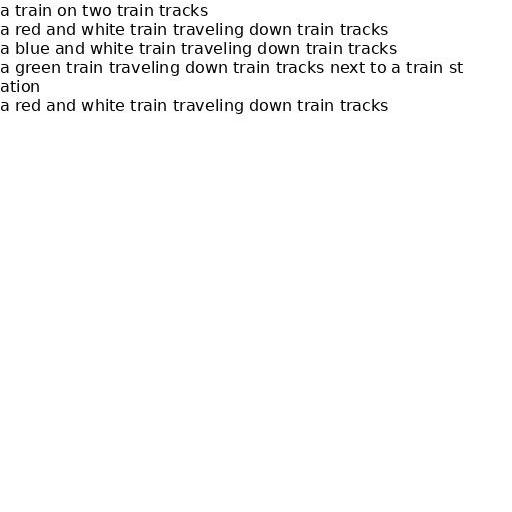 a train on two train tracks
a red and white train traveling down train tracks
a blue and white train traveling down train tracks
a green train traveling down train tracks next to a train st
ation
a red and white train traveling down train tracks